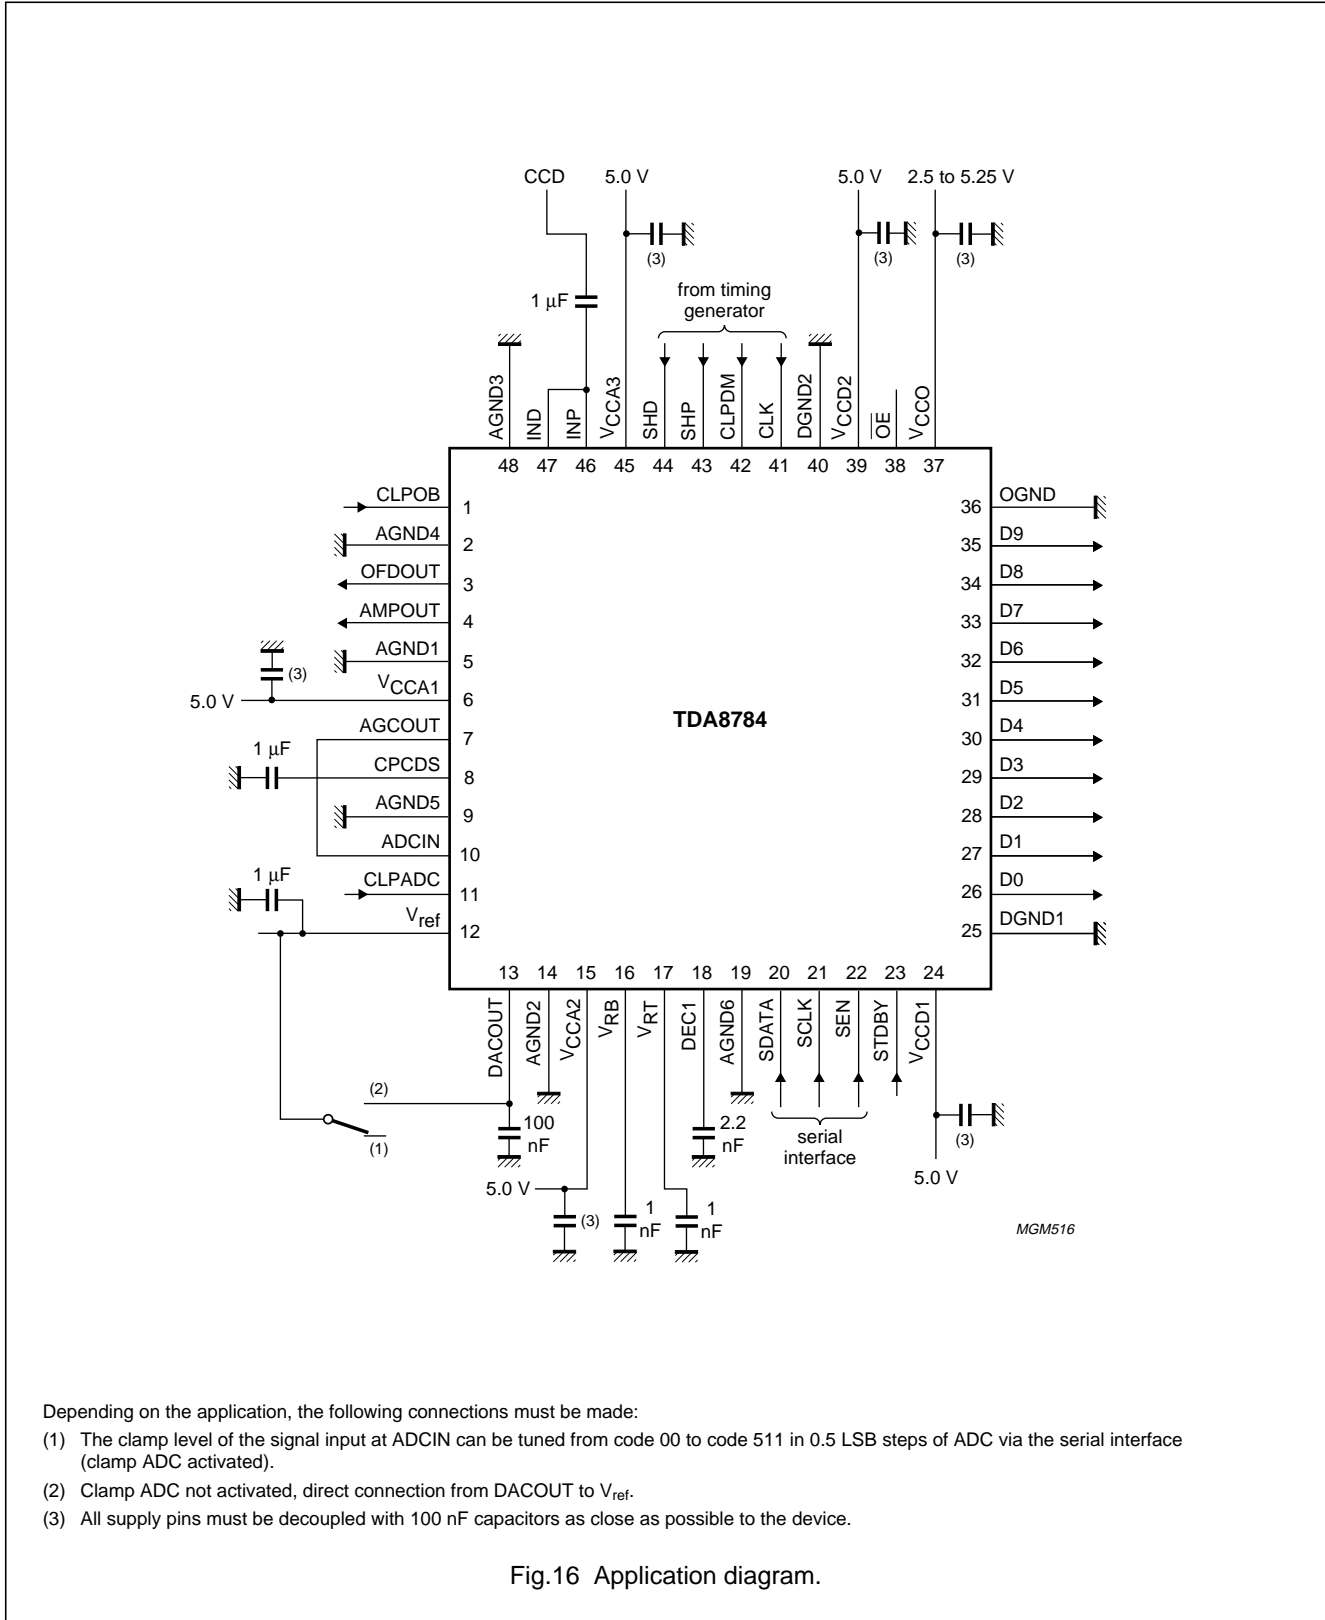 CCD
5.0 V
5.0 V
2.5 to 5.25 V
(3)
(3)
(3)
1 μF
from timing
generator
AGND3
IND
INP
VCCA3
SHD
SHP
CLPDM
CLK
DGND2
VCCD2
OE
VCCO
48
47
46
45
44
43
42
41
40
39
38
37
CLPOB
1
AGND4
2
OFDOUT
3
AMPOUT
4
AGND1
5
(3)
5.0 V
VCCA1
6
AGCOUT
7
1 μF
CPCDS
8
AGND5
9
ADCIN
10
1 μF
CLPADC
11
Vref
12
TDA8784
36
OGND
35
D9
34
D8
33
D7
32
D6
31
D5
30
D4
29
D3
28
D2
27
D1
26
D0
25
DGND1
13
14
15
16
17
18
19
20
21
22
23
24
DACOUT
AGND2
VCCA2
VRB
VRT
DEC1
AGND6
SDATA
SCLK
SEN
STDBY
VCCD1
(2)
(1)
100
nF
2.2
nF
serial
interface
(3)
5.0 V
5.0 V
(3)
1
nF
1
nF
MGM516
Depending on the application, the following connections must be made:
(1) The clamp level of the signal input at ADCIN can be tuned from code 00 to code 511 in 0.5 LSB steps of ADC via the serial interface
(clamp ADC activated).
(2) Clamp ADC not activated, direct connection from DACOUT to Vref.
(3) All supply pins must be decoupled with 100 nF capacitors as close as possible to the device.
Fig.16 Application diagram.